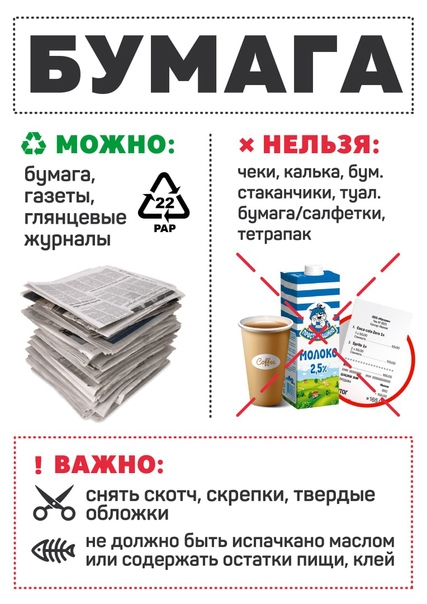 БУМАГА
МОЖНО:
бумага,
газеты,
глянцевые
журналы
22
PAP
НЕЛЬЗЯ:
чеки, калька, бум.
стаканчики, туал.
бумага/салфетки,
тетрапак
Coffee
МОЛОКО
2,5%
! ВАЖНО:
снять скотч, скрепки, твердые
обложки
не должно быть испачкано маслом
или содержать остатки пищи, клей